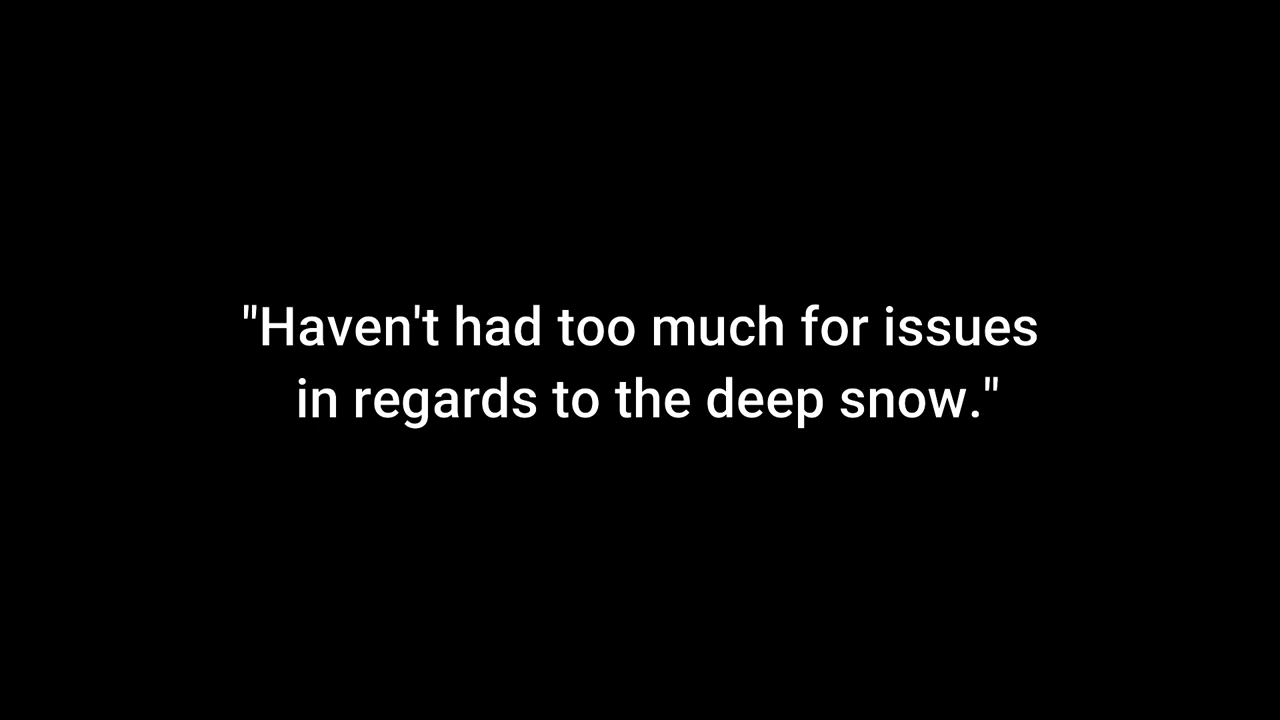 "Haven't had too much for issues
in regards to the deep snow."